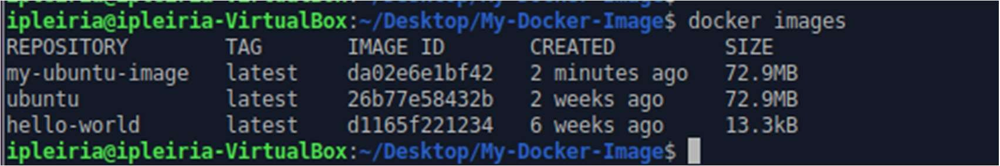 ipleiria@ipleiria-VirtualBox:~/Desktop/My-Docker-Image$ docker images
REPOSITORY TAG IMAGE ID CREATED SIZE
my-ubuntu-image latest da02e6e1bf42 2 minutes ago 72.9MB
ubuntu latest 26b77e58432b 2 weeks ago 72.9MB
hello-world latest d1165f221234 6 weeks ago 13.3kB
ipleiria@ipleiria-VirtualBox:~/Desktop/My-Docker-Image$